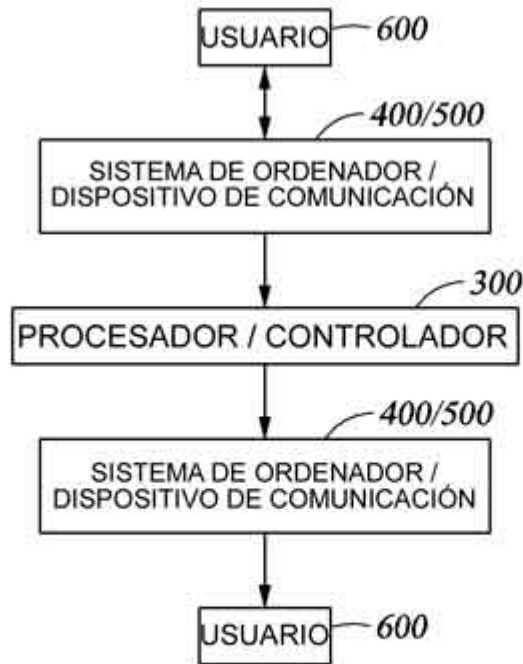 USUARIO 600
400/500
SISTEMA DE ORDENADOR /
DISPOSITIVO DE COMUNICACIÓN
300
PROCESADOR / CONTROLADOR
400/500
SISTEMA DE ORDENADOR /
DISPOSITIVO DE COMUNICACIÓN
USUARIO 600